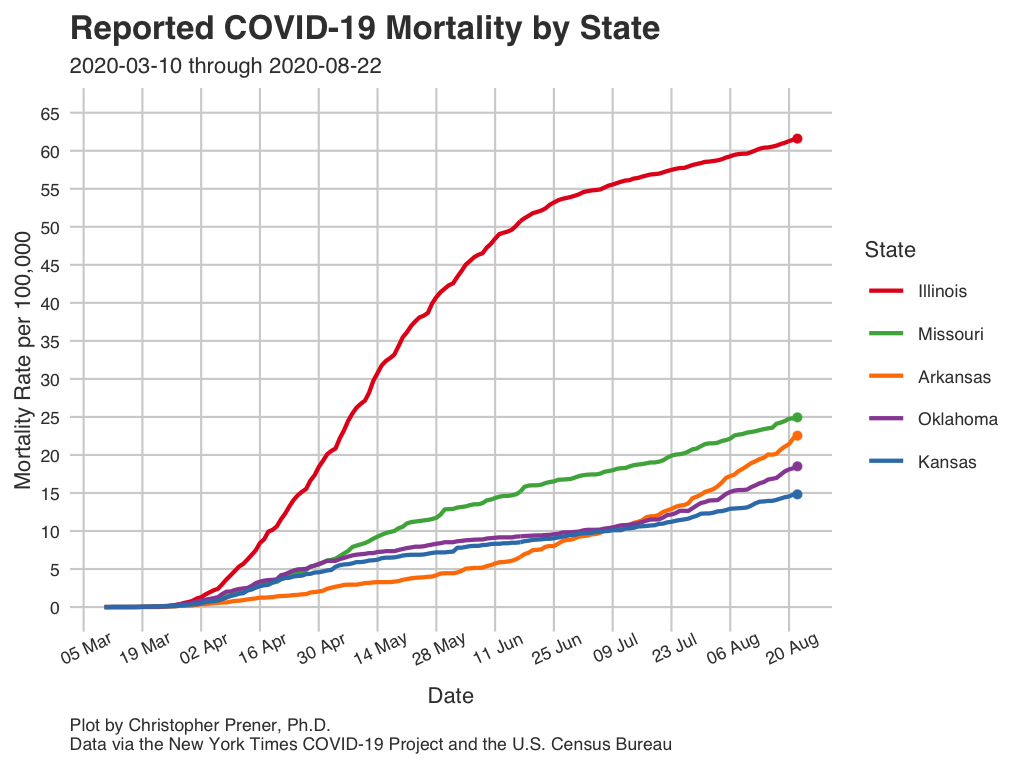 Reported COVID-19 Mortality by State
2020-03-10 through 2020-08-22
Mortality Rate per 100,000
65
60
55
50
45
40
35
30
25
20
15
10
5
0
05 Mar
19 Mar
02 Apr
16 Apr
30 Apr
14 May
28 May
11 Jun
25 Jun
09 Jul
23 Jul
06 Aug
20 Aug
Date
State
Illinois
Missouri
Arkansas
Oklahoma
Kansas
Plot by Christopher Prener, Ph.D.
Data via the New York Times COVID-19 Project and the U.S. Census Bureau